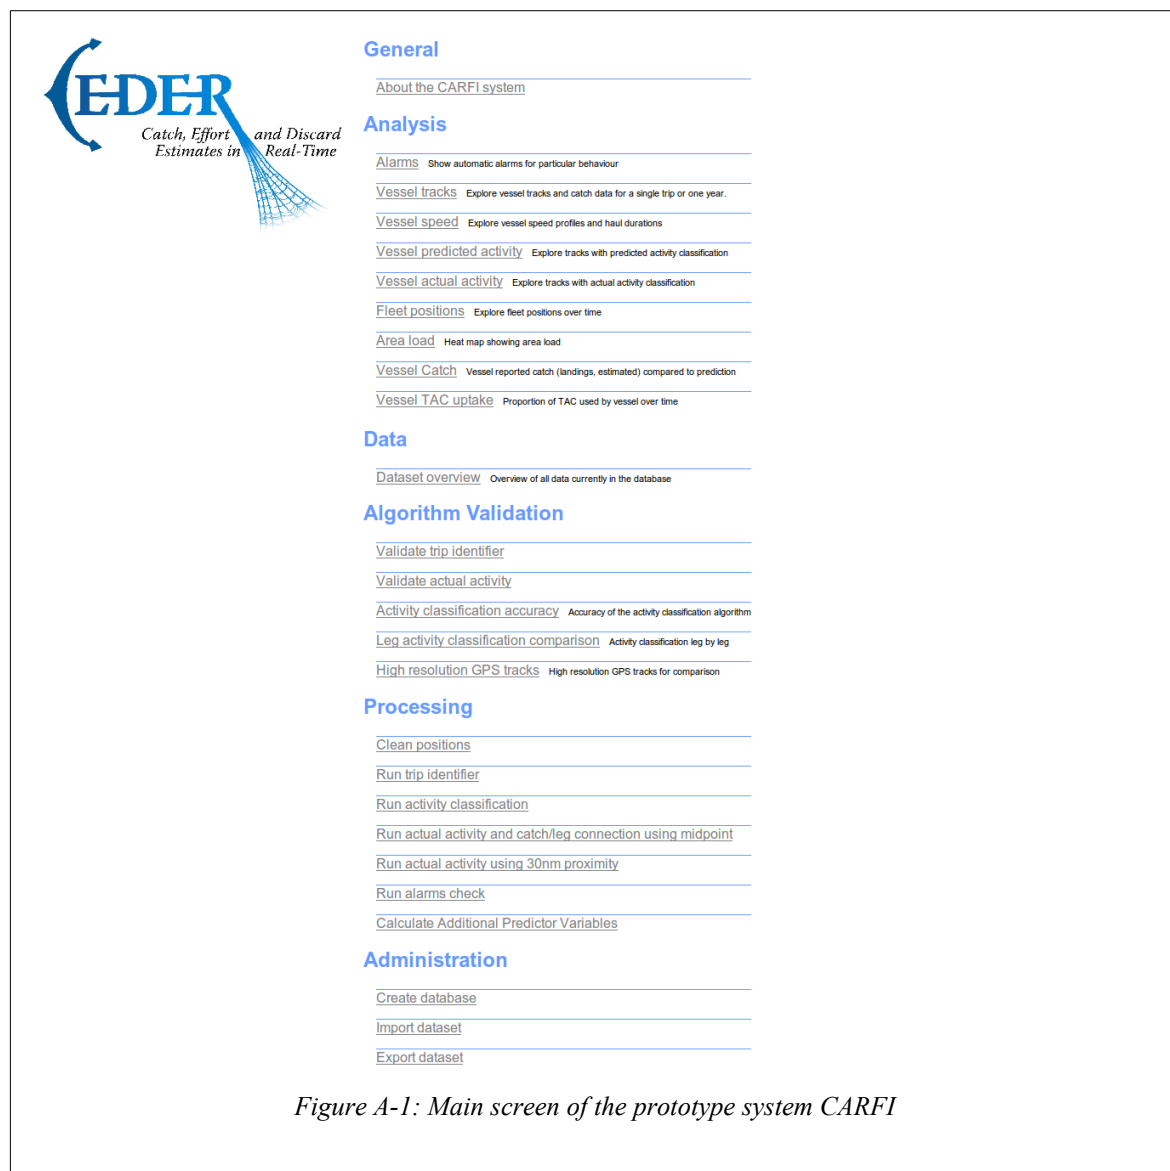 CEDER
Catch, Effort and Discard
Estimates in Real-Time
General
About the CARFI system
Analysis
Alarms Show automatic alarms for particular behaviour
Vessel tracks Explore vessel tracks and catch data for a single trip or one year.
Vessel speed Explore vessel speed profiles and haul durations
Vessel predicted activity Explore tracks with predicted activity classification
Vessel actual activity Explore tracks with actual activity classification
Fleet positions Explore fleet positions over time
Area load Heat map showing area load
Vessel Catch Vessel reported catch (landings, estimated) compared to prediction
Vessel TAC uptake Proportion of TAC used by vessel over time
Data
Dataset overview Overview of all data currently in the database
Algorithm Validation
Validate trip identifier
Validate actual activity
Activity classification accuracy Accuracy of the activity classification algorithm
Leg activity classification comparison Activity classification leg by leg
High resolution GPS tracks High resolution GPS tracks for comparison
Processing
Clean positions
Run trip identifier
Run activity classification
Run actual activity and catch/leg connection using midpoint
Run actual activity using 30nm proximity
Run alarms check
Calculate Additional Predictor Variables
Administration
Create database
Import dataset
Export dataset
Figure A-1: Main screen of the prototype system CARFI